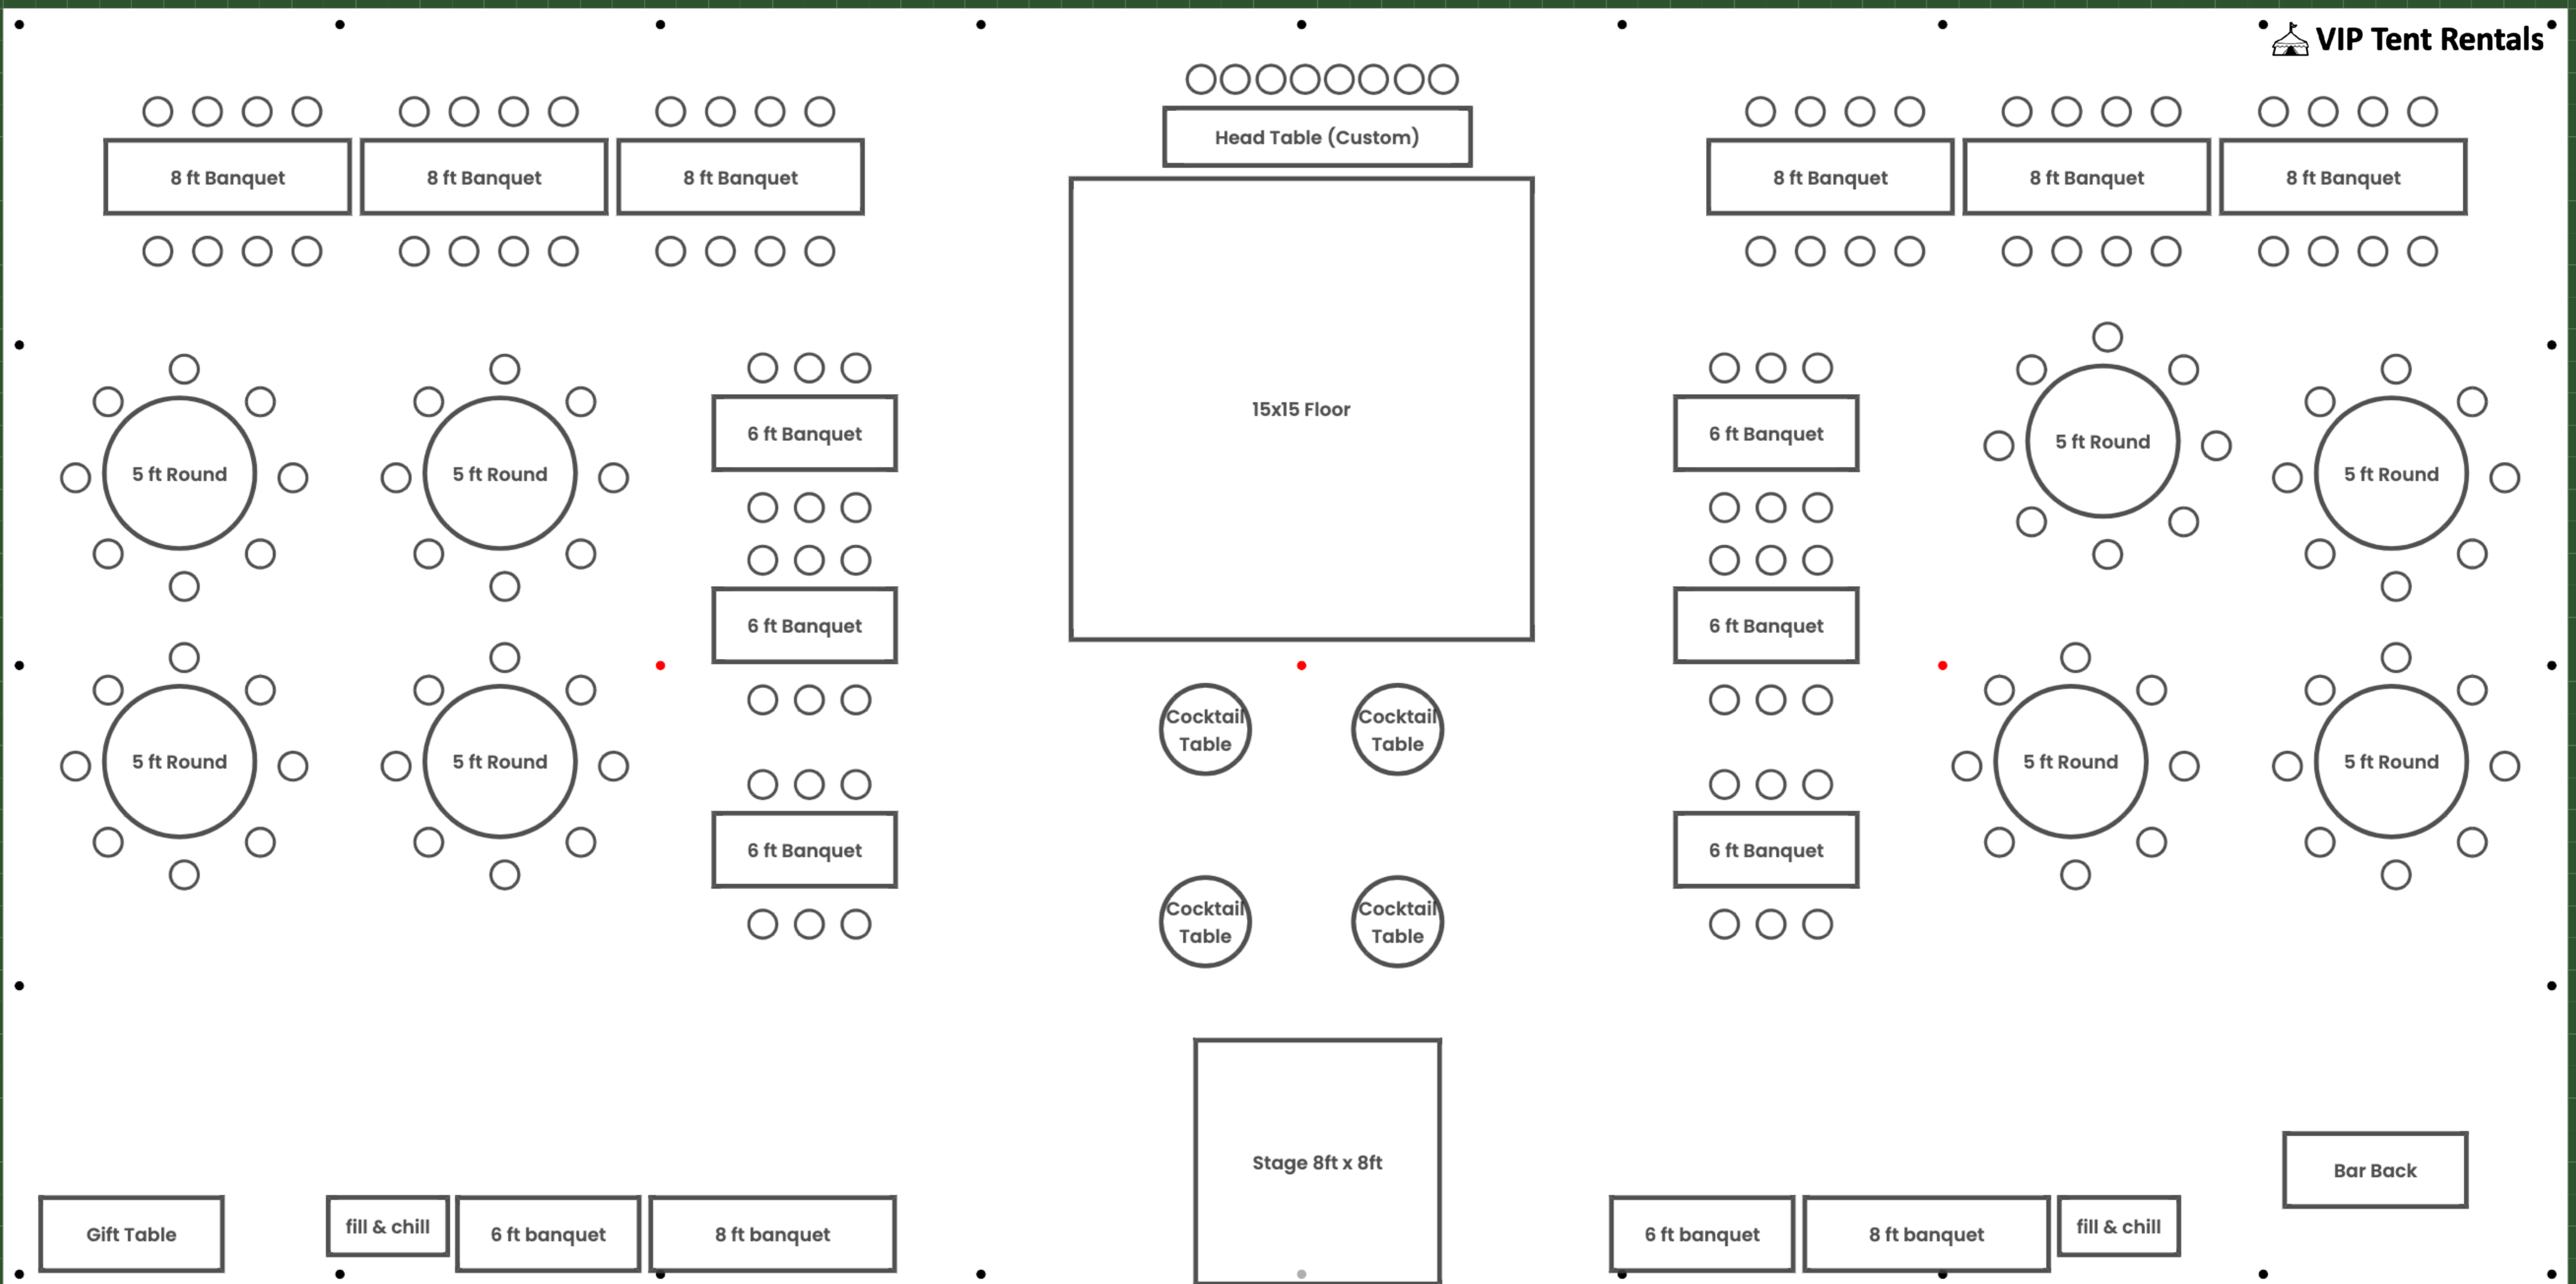 VIP Tent Rentals
Head Table (Custom)
8 ft Banquet
8 ft Banquet
8 ft Banquet
8 ft Banquet
8 ft Banquet
8 ft Banquet
15x15 Floor
6 ft Banquet
6 ft Banquet
5 ft Round
5 ft Round
5 ft Round
5 ft Round
6 ft Banquet
6 ft Banquet
Cocktail
Table
Cocktail
Table
5 ft Round
5 ft Round
5 ft Round
5 ft Round
6 ft Banquet
6 ft Banquet
Cocktail
Table
Cocktail
Table
Stage 8ft x 8ft
Bar Back
Gift Table
fill & chill
6 ft banquet
8 ft banquet
6 ft banquet
8 ft banquet
fill & chill